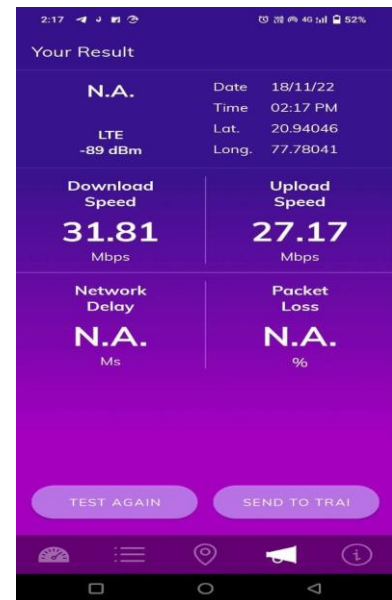 2:17 4G 52%
Your Result
N.A.
LTE
-89 dBm
Date 18/11/22
Time 02:17 PM
Lat. 20.94046
Long. 77.78041
Download
Speed
31.81
Mbps
Upload
Speed
27.17
Mbps
Network
Delay
N.A.
Ms
Packet
Loss
N.A.
%
TEST AGAIN
SEND TO TRAI